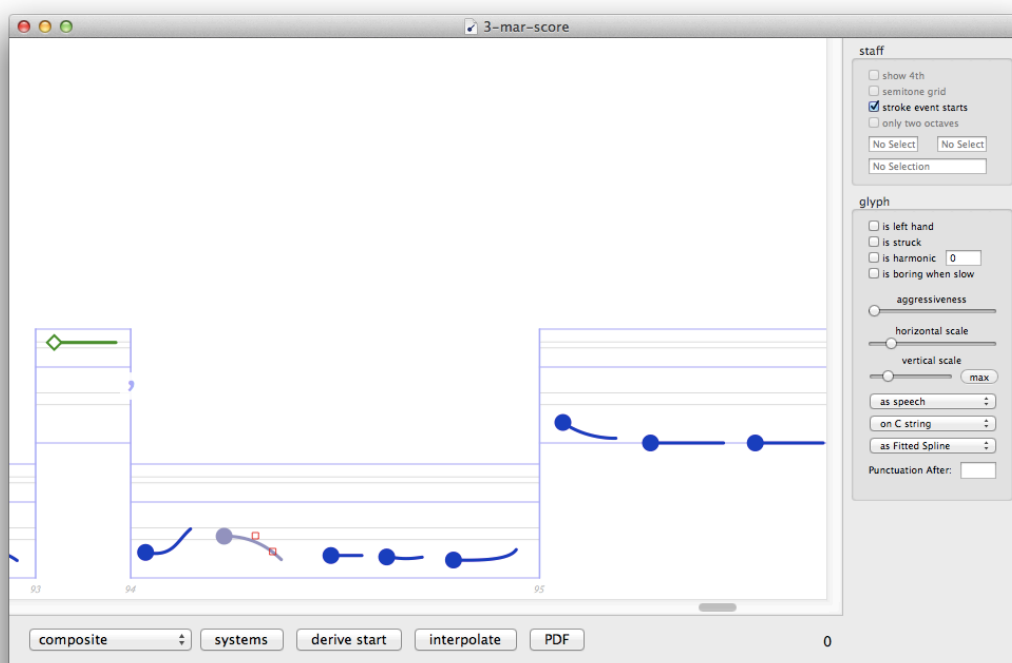 3-mar-score
staff
show 4th
semitone grid
stroke event starts
only two octaves
No Select No Select
No Selection
glyph
is left hand
is struck
is harmonic 0
is boring when slow
aggressiveness
horizontal scale
vertical scale
max
as speech
on C string
as Fitted Spline
Punctuation After:
,
93 94 95
composite systems derive start interpolate PDF 0